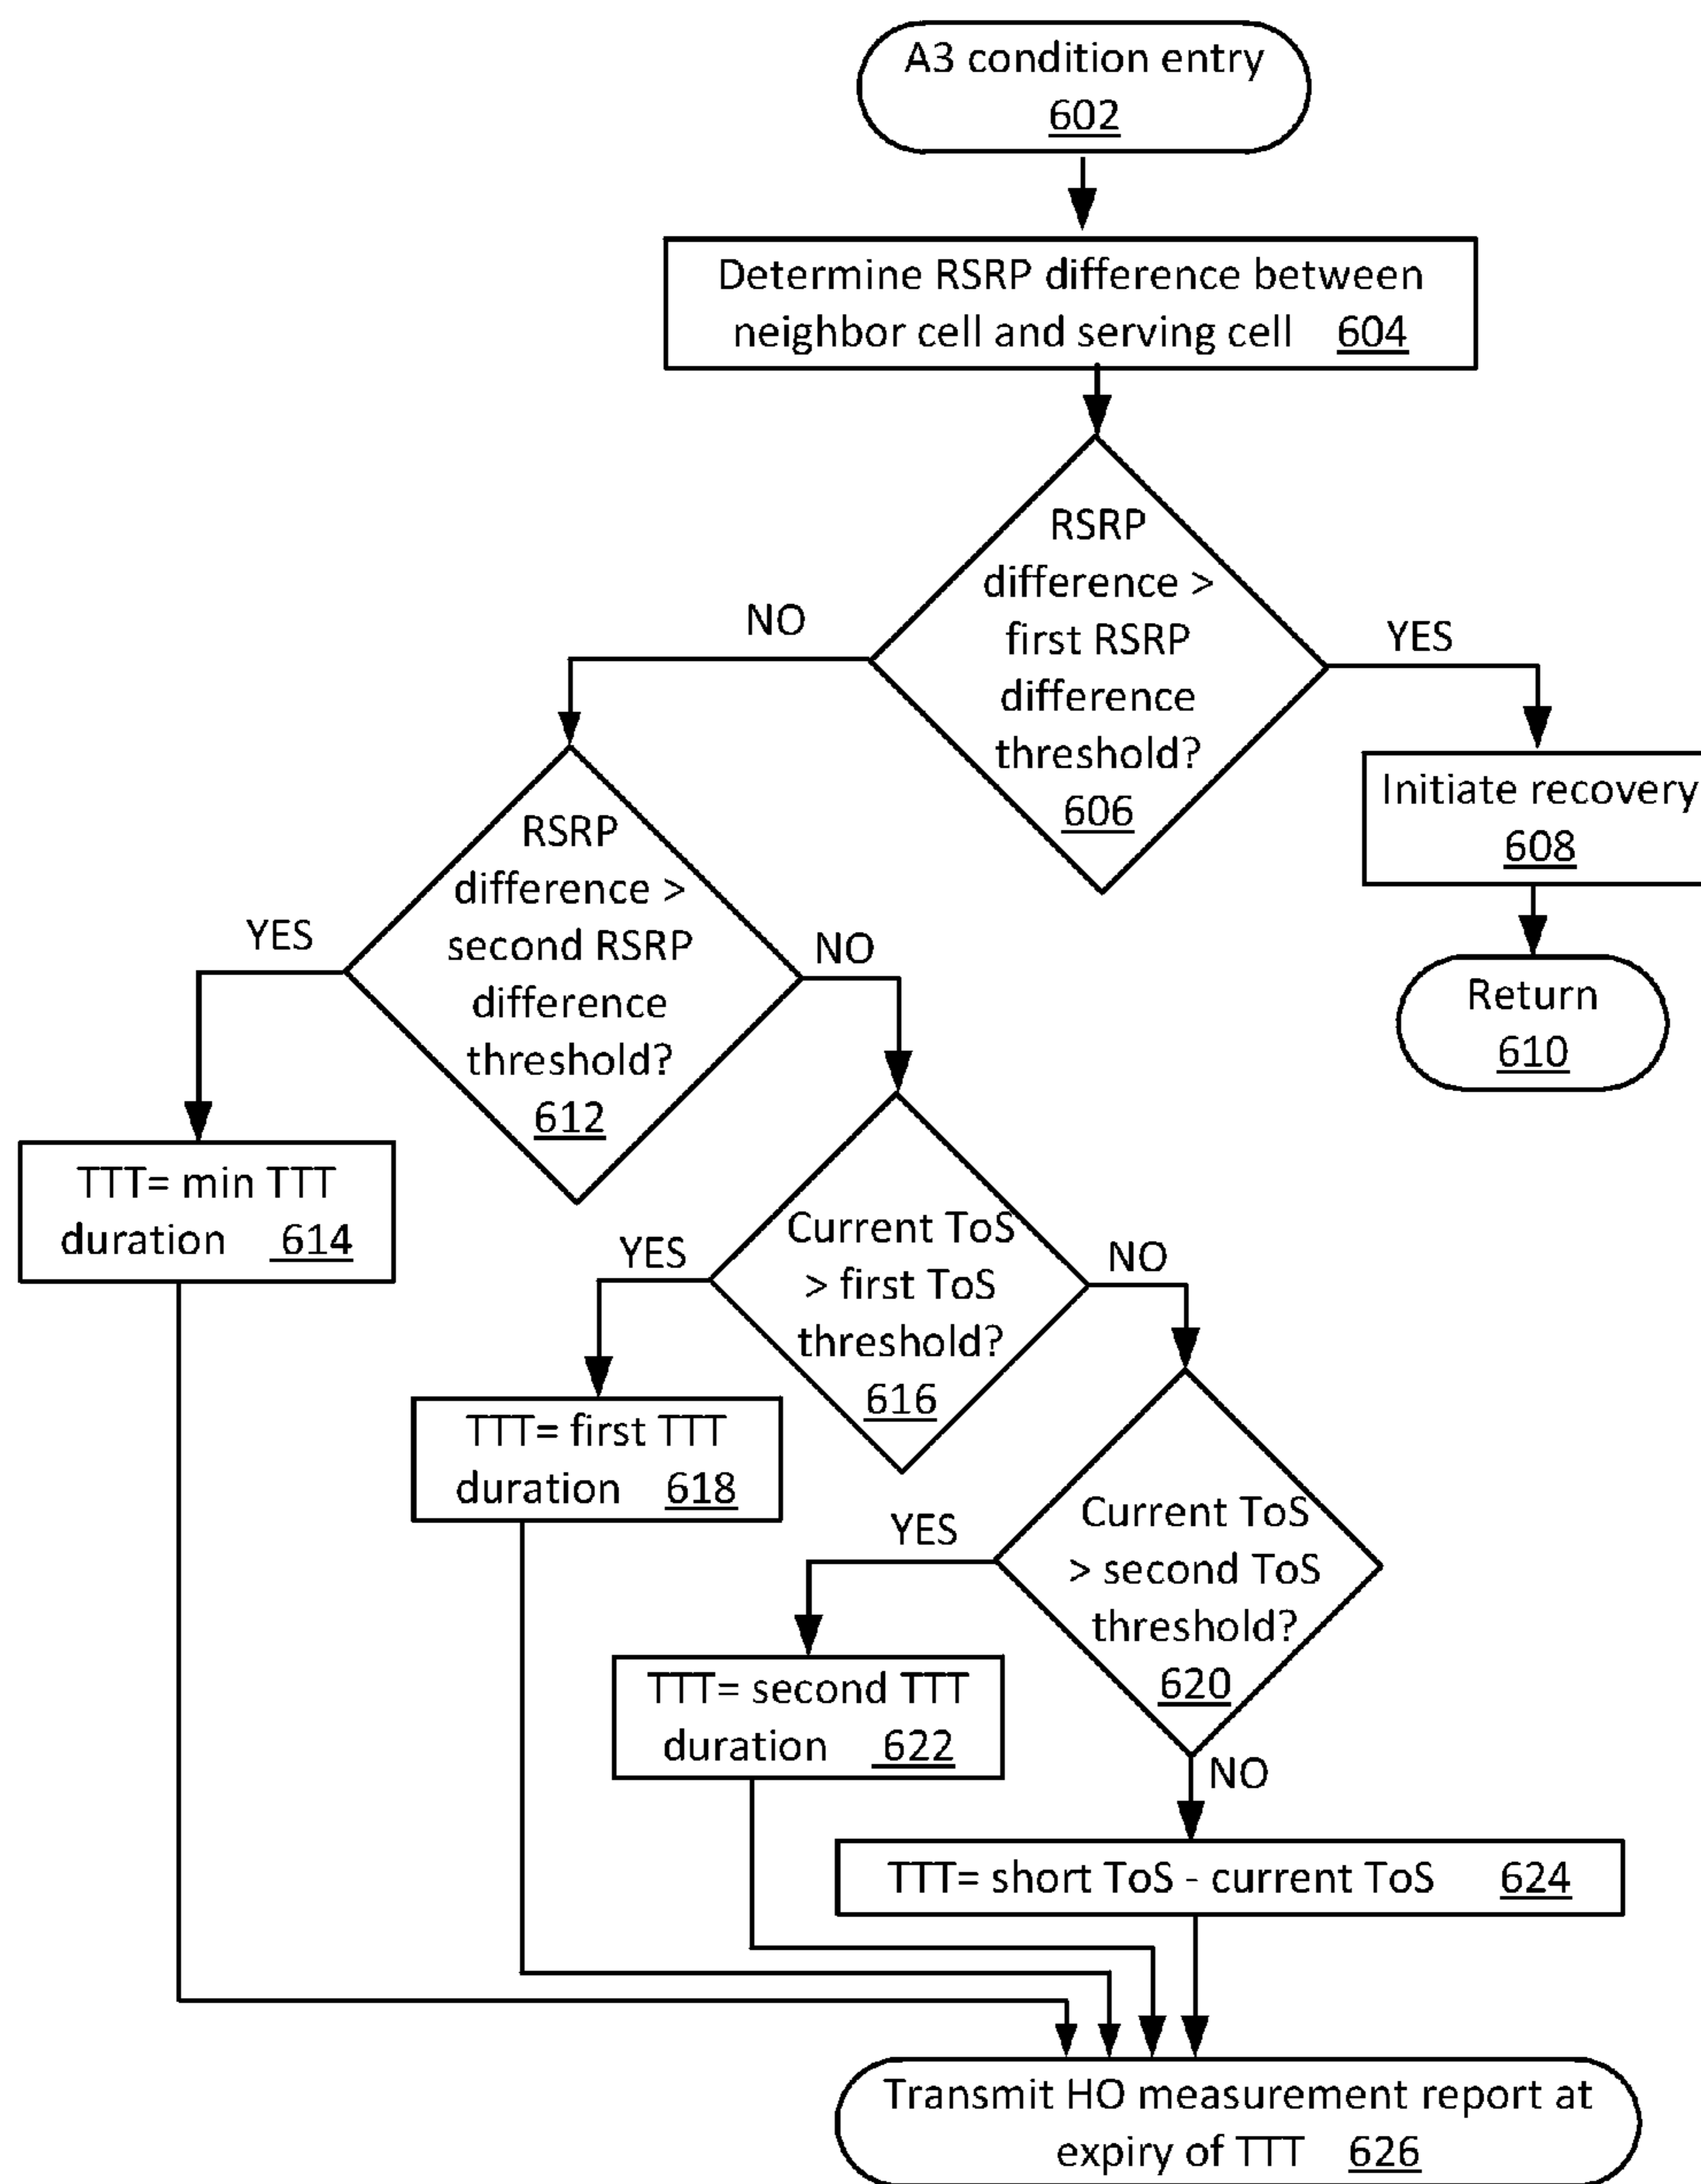 A3 condition entry
602
Determine RSRP difference between
neighbor cell and serving cell 604
RSRP
difference >
first RSRP
difference
threshold?
606
NO
YES
Initiate recovery
608
Return
610
RSRP
difference >
second RSRP
difference
threshold?
612
YES
NO
TTT= min TTT
duration 614
Current ToS
> first ToS
threshold?
616
YES
NO
TTT= first TTT
duration 618
Current ToS
> second ToS
threshold?
620
YES
NO
TTT= second TTT
duration 622
TTT= short ToS - current ToS 624
Transmit HO measurement report at
expiry of TTT 626